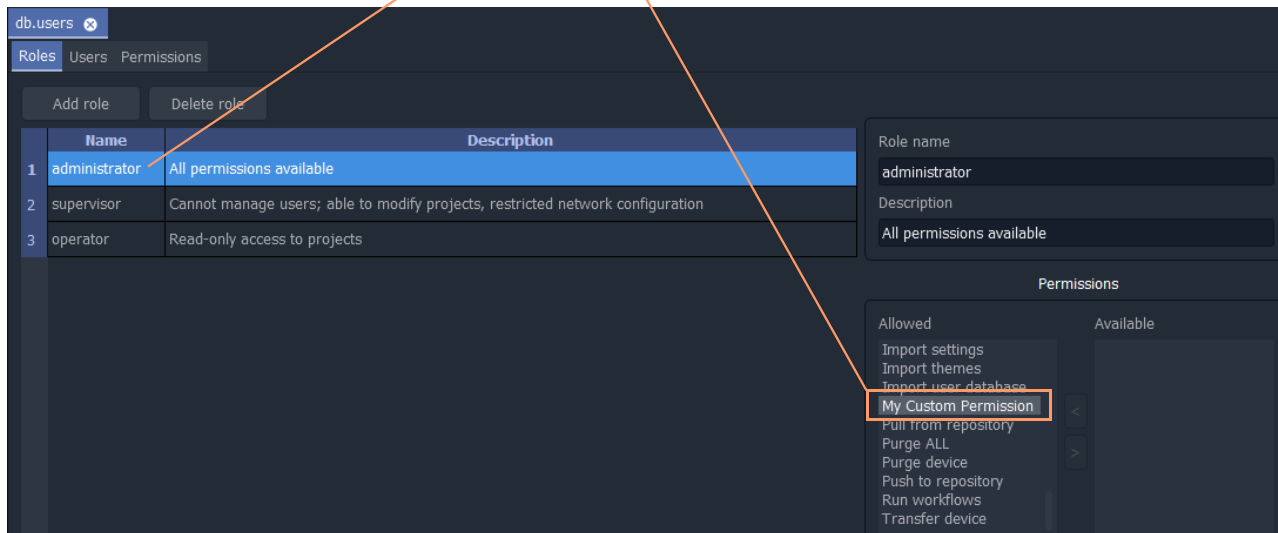 db.users
Roles Users Permissions
Add role Delete role
Name Description
1 administrator All permissions available
2 supervisor Cannot manage users; able to modify projects, restricted network configuration
3 operator Read-only access to projects
Role name
administrator
Description
All permissions available
Permissions
Allowed Available
Import settings
Import themes
Import user database
My Custom Permission
<
Pull from repository
Purge ALL
>
Purge device
Push to repository
Run workflows
Transfer device